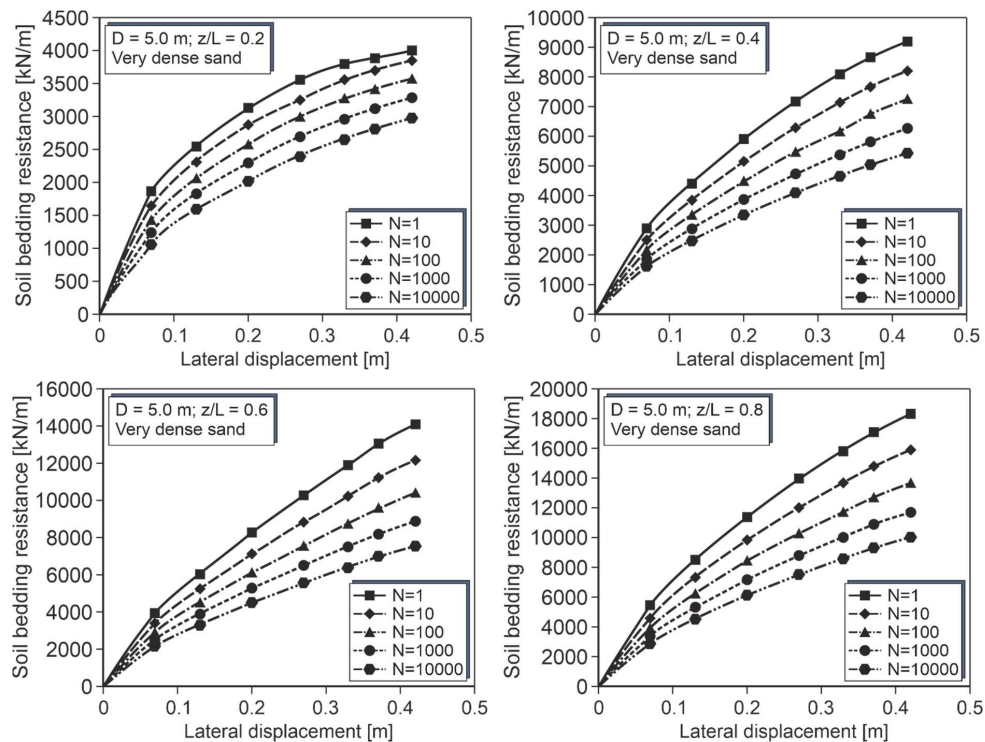 Soil bedding resistance [kN/m]
4500
4000
3500
3000
2500
2000
1500
1000
500
0
D = 5.0 m; z/L = 0.2
Very dense sand
N=1
N=10
N=100
N=1000
N=10000
0 0.1 0.2 0.3 0.4 0.5
Lateral displacement [m]
Soil bedding resistance [kN/m]
10000
9000
8000
7000
6000
5000
4000
3000
2000
1000
0
D = 5.0 m; z/L = 0.4
Very dense sand
N=1
N=10
N=100
N=1000
N=10000
0 0.1 0.2 0.3 0.4 0.5
Lateral displacement [m]
Soil bedding resistance [kN/m]
16000
14000
12000
10000
8000
6000
4000
2000
0
D = 5.0 m; z/L = 0.6
Very dense sand
N=1
N=10
N=100
N=1000
N=10000
0 0.1 0.2 0.3 0.4 0.5
Lateral displacement [m]
Soil bedding resistance [kN/m]
20000
18000
16000
14000
12000
10000
8000
6000
4000
2000
0
D = 5.0 m; z/L = 0.8
Very dense sand
N=1
N=10
N=100
N=1000
N=10000
0 0.1 0.2 0.3 0.4 0.5
Lateral displacement [m]